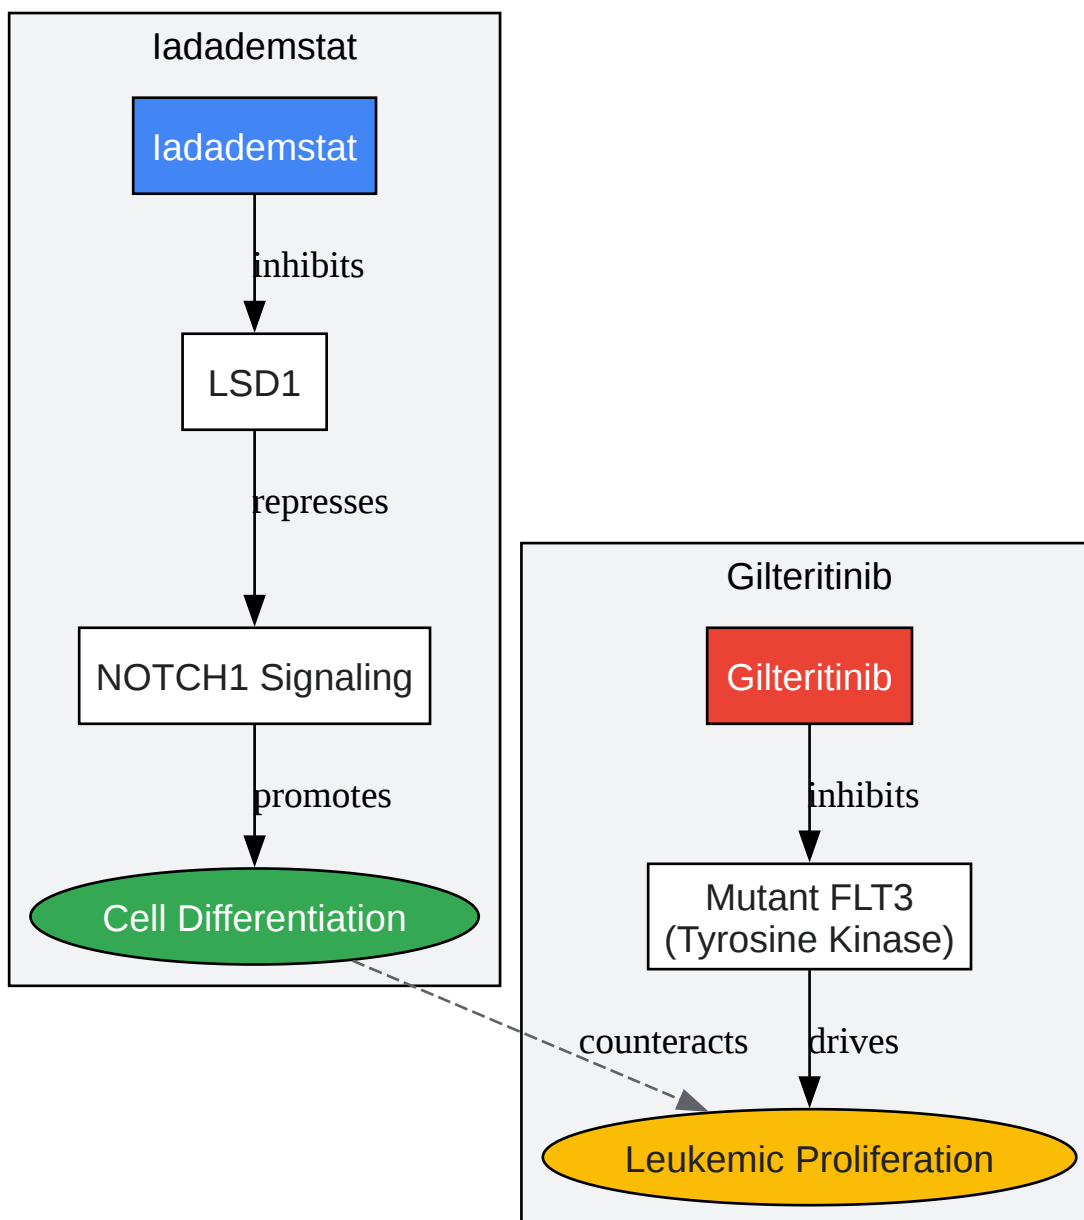 Iadademstat
Iadademstat
inhibits
LSD1
represses
NOTCH1 Signaling
promotes
Cell Differentiation
Gilteritinib
Gilteritinib
inhibits
Mutant FLT3
(Tyrosine Kinase)
counteracts
drives
Leukemic Proliferation